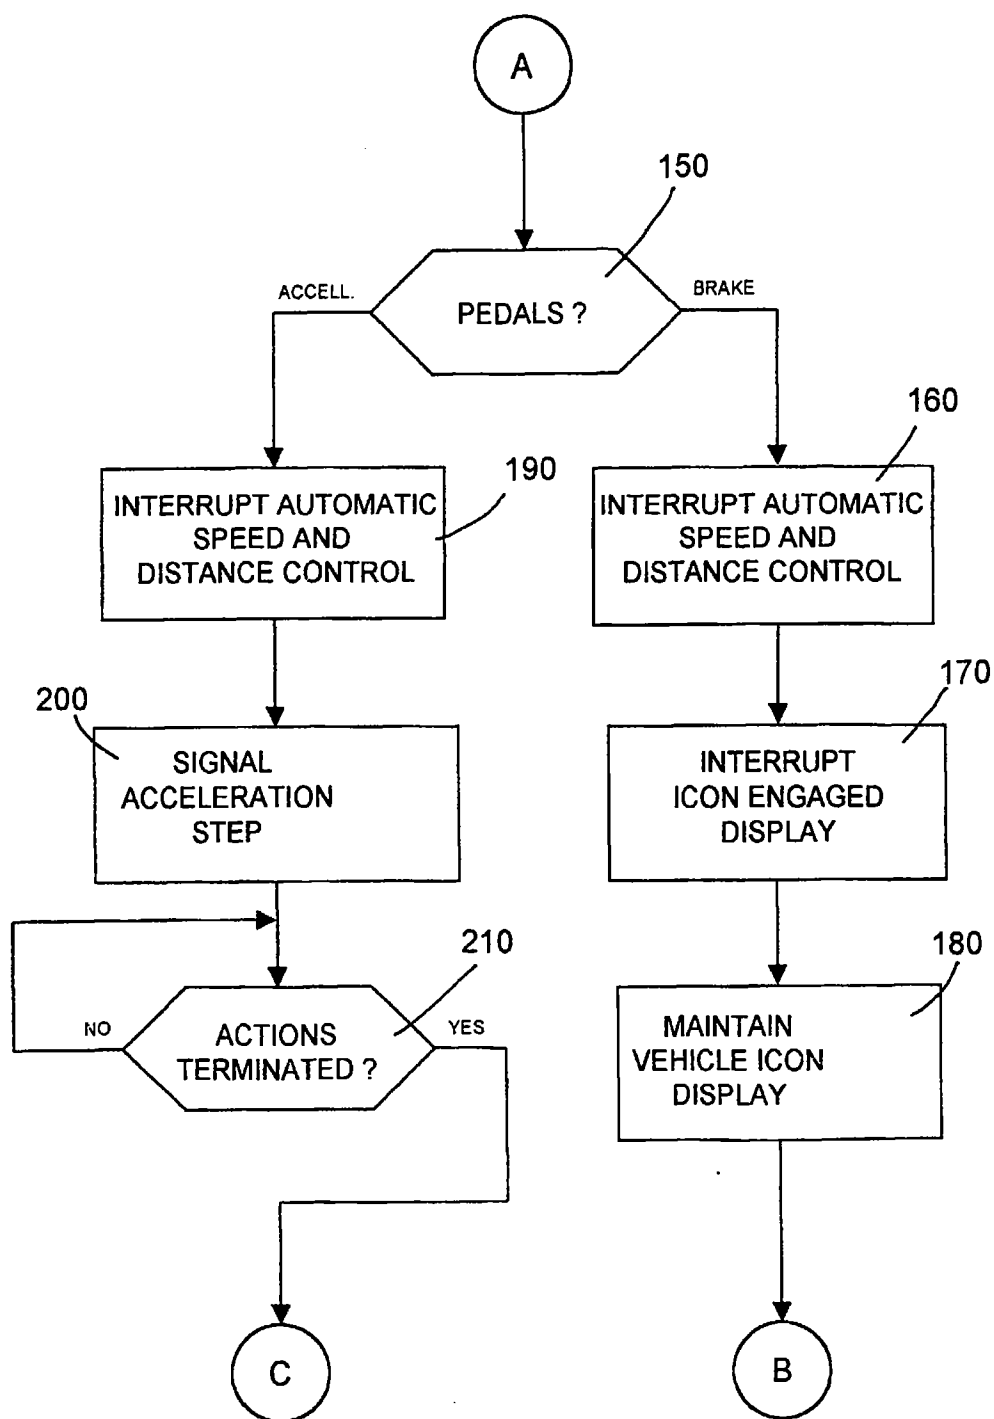 A
150
ACCELL.
PEDALS ?
BRAKE
160
190
INTERRUPT AUTOMATIC
SPEED AND
DISTANCE CONTROL
INTERRUPT AUTOMATIC
SPEED AND
DISTANCE CONTROL
200
170
SIGNAL
ACCELERATION
STEP
INTERRUPT
ICON ENGAGED
DISPLAY
210
180
NO
ACTIONS
TERMINATED ?
YES
MAINTAIN
VEHICLE ICON
DISPLAY
C
B